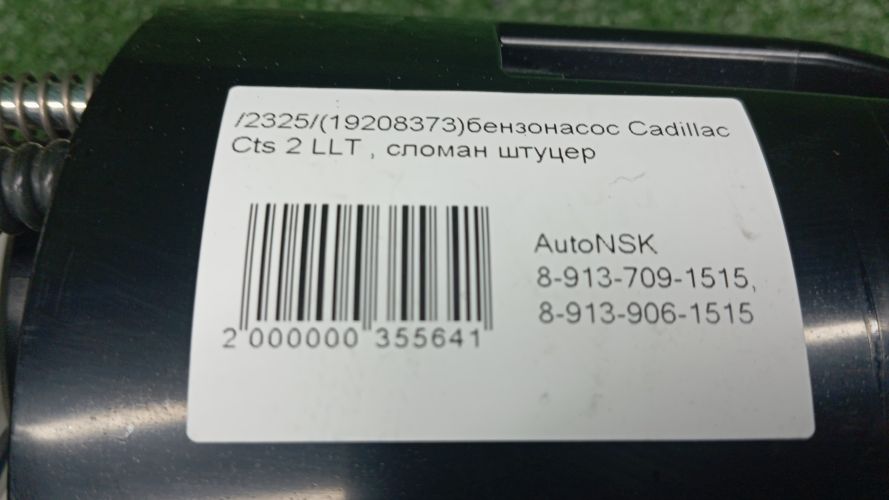 /2325/(19208373)бензонасос Cadillac
Cts 2 LLT , сломан штуцер
AutoNSK
8-913-709-1515,
8-913-906-1515
2 000000 355641